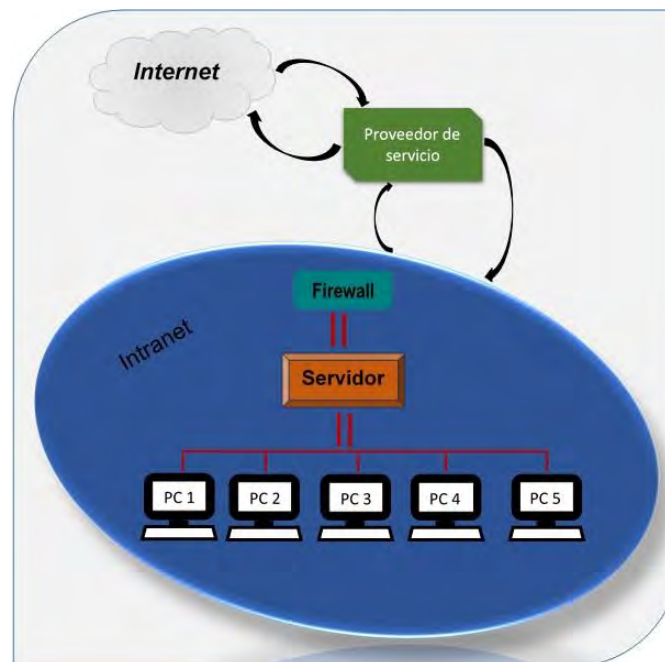 Internet
Proveedor de
servicio
Firewall
Intranet
Servidor
PC 1
PC 2
PC 3
PC 4
PC 5